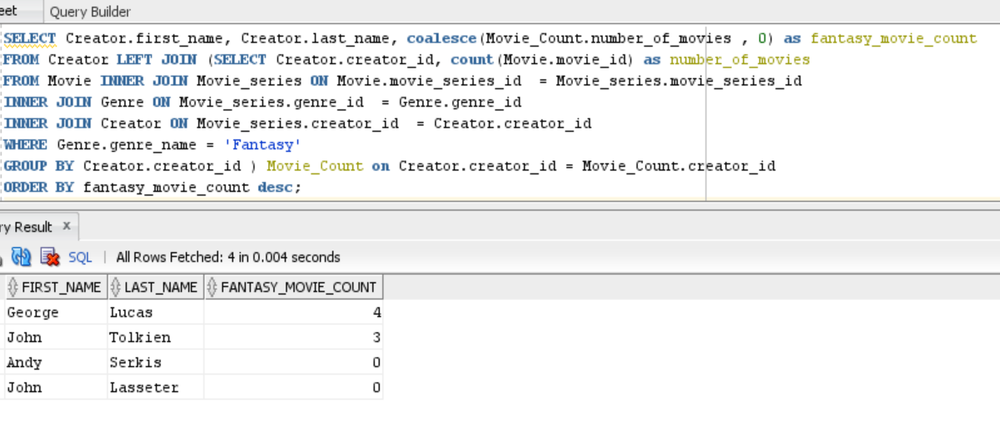 eet Query Builder
SELECT Creator.first_name, Creator.last_name, coalesce(Movie_Count.number_of_movies , 0) as fantasy_movie_count
FROM Creator LEFT JOIN (SELECT Creator.creator_id, count(Movie.movie_id) as number_of_movies
FROM Movie INNER JOIN Movie_series ON Movie.movie_series_id  = Movie_series.movie_series_id
INNER JOIN Genre ON Movie_series.genre_id  = Genre.genre_id
INNER JOIN Creator ON Movie_series.creator_id  = Creator.creator_id
WHERE Genre.genre_name = 'Fantasy'
GROUP BY Creator.creator_id ) Movie_Count on Creator.creator_id = Movie_Count.creator_id
ORDER BY fantasy_movie_count desc;
ry Result x
SQL | All Rows Fetched: 4 in 0.004 seconds
FIRST_NAME LAST_NAME FANTASY_MOVIE_COUNT
George Lucas 4
John Tolkien 3
Andy Serkis 0
John Lasseter 0